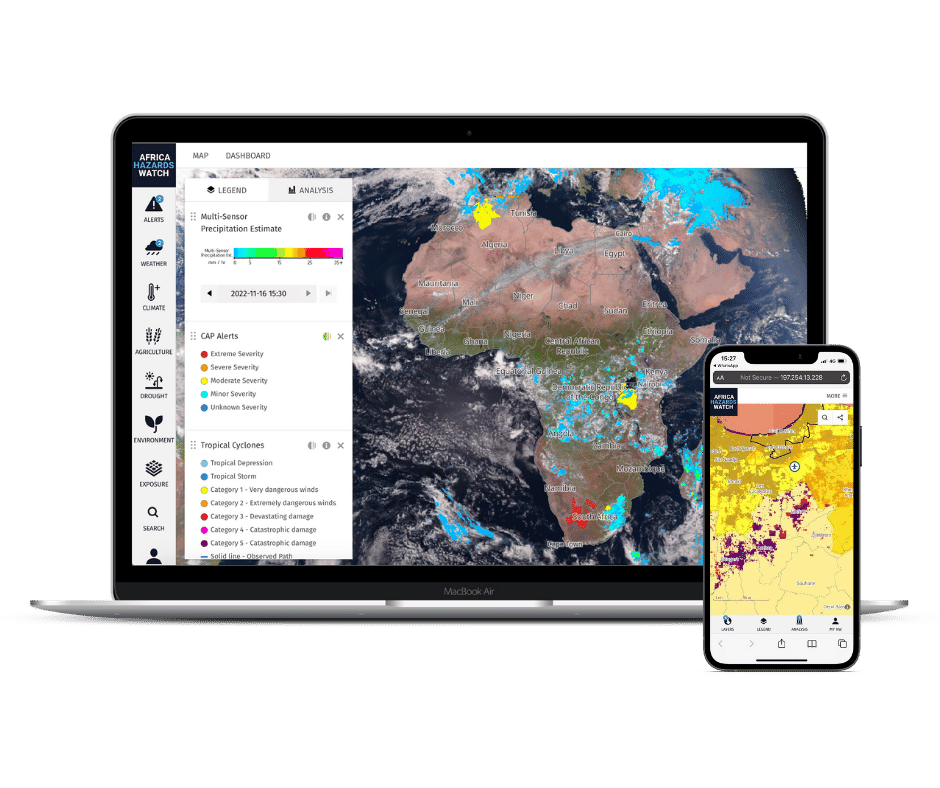 AFRICA
HAZARDS
WATCH
MAP
DASHBOARD
ALERTS
2
WEATHER
2
CLIMATE
AGRICULTURE
DROUGHT
ENVIRONMENT
EXPOSURE
SEARCH
LEGEND
ANALYSIS
Multi-Sensor
Precipitation Estimate
Multi-Sensor
mm / hr
0 5 15 25 35+
2022-11-16 15:30
CAP Alerts
Extreme Severity
Severe Severity
Moderate Severity
Minor Severity
Unknown Severity
Tropical Cyclones
Tropical Depression
Tropical Storm
Category 1 - Very dangerous winds
Category 2 - Extremely dangerous winds
Category 3 - Devastating damage
Category 4 - Catastrophic damage
Category 5 - Catastrophic damage
Solid line - Observed Path
Tunisia
Morocco
Algeria
Libya
Cairo
Egypt
Mauritania
Mali
Niger
Chad
Sudan
Eritrea
Senegal
Guinea
Ghana
Nigeria
Liberia
Central African
Republic
Ethiopia
Somalia
Equatorial Guinea
Democratic Republic
of the Congo
Kenya
Nairobi
Angola
Zambia
Mozambique
Namibia
South Africa
Cape Town
MacBook Air
15:27
4G
WhatsApp
AA
Not Secure — 197.254.13.228
AFRICA
HAZARDS
WATCH
MORE
LAYERS
LEGEND
ANALYSIS
MY HW